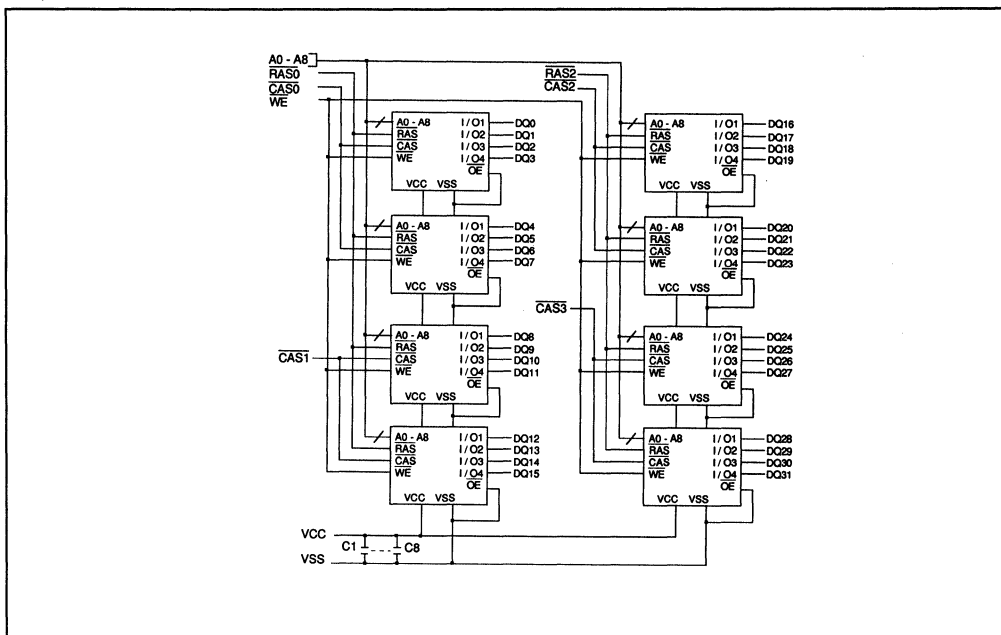 A0 - A8
RAS0
CAS0
WE
RAS2
CAS2
A0 - A8 I/O1 DQ0
RAS I/O2 DQ1
CAS I/O3 DQ2
WE I/O4 DQ3
OE
VCC VSS
A0 - A8 I/O1 DQ16
RAS I/O2 DQ17
CAS I/O3 DQ18
WE I/O4 DQ19
OE
VCC VSS
A0 - A8 I/O1 DQ4
RAS I/O2 DQ5
CAS I/O3 DQ6
WE I/O4 DQ7
OE
VCC VSS
A0 - A8 I/O1 DQ20
RAS I/O2 DQ21
CAS I/O3 DQ22
WE I/O4 DQ23
OE
VCC VSS
CAS3
A0 - A8 I/O1 DQ8
RAS I/O2 DQ9
CAS1 CAS I/O3 DQ10
WE I/O4 DQ11
OE
VCC VSS
A0 - A8 I/O1 DQ24
RAS I/O2 DQ25
CAS I/O3 DQ26
WE I/O4 DQ27
OE
VCC VSS
A0 - A8 I/O1 DQ12
RAS I/O2 DQ13
CAS I/O3 DQ14
WE I/O4 DQ15
OE
VCC VSS
A0 - A8 I/O1 DQ28
RAS I/O2 DQ29
CAS I/O3 DQ30
WE I/O4 DQ31
OE
VCC VSS
VCC
C1 C8
VSS